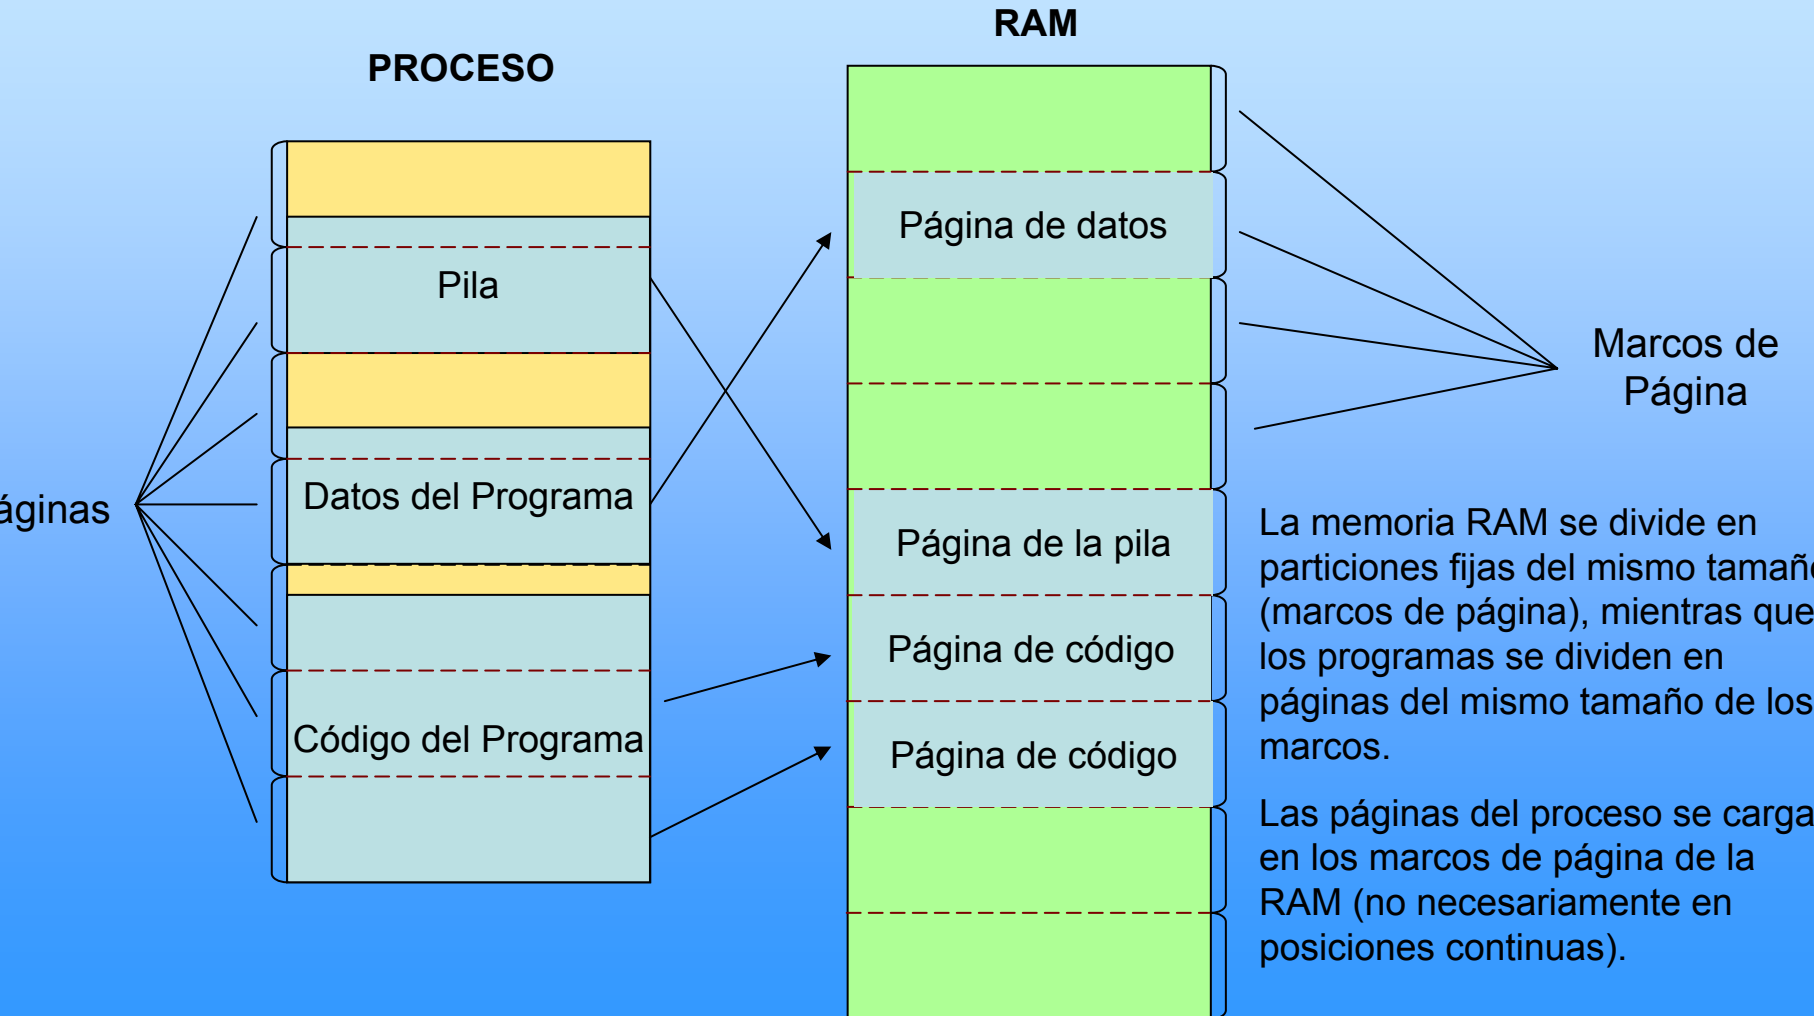 RAM
PROCESO
Pila
Datos del Programa
Código del Programa
áginas
Página de datos
Página de la pila
Página de código
Página de código
Marcos de
Página
La memoria RAM se divide en
particiones fijas del mismo tamaño
(marcos de página), mientras que
los programas se dividen en
páginas del mismo tamaño de los
marcos.
Las páginas del proceso se carga
en los marcos de página de la
RAM (no necesariamente en
posiciones continuas).